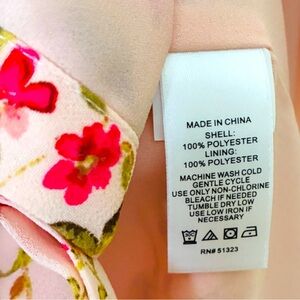 MADE IN CHINA
SHELL:
100% POLYESTER
LINING:
100% POLYESTER
MACHINE WASH COLD
GENTLE CYCLE
USE ONLY NON-CHLORINE
BLEACH IF NEEDED
TUMBLE DRY LOW
USE LOW IRON IF
NECESSARY
RN# 51323